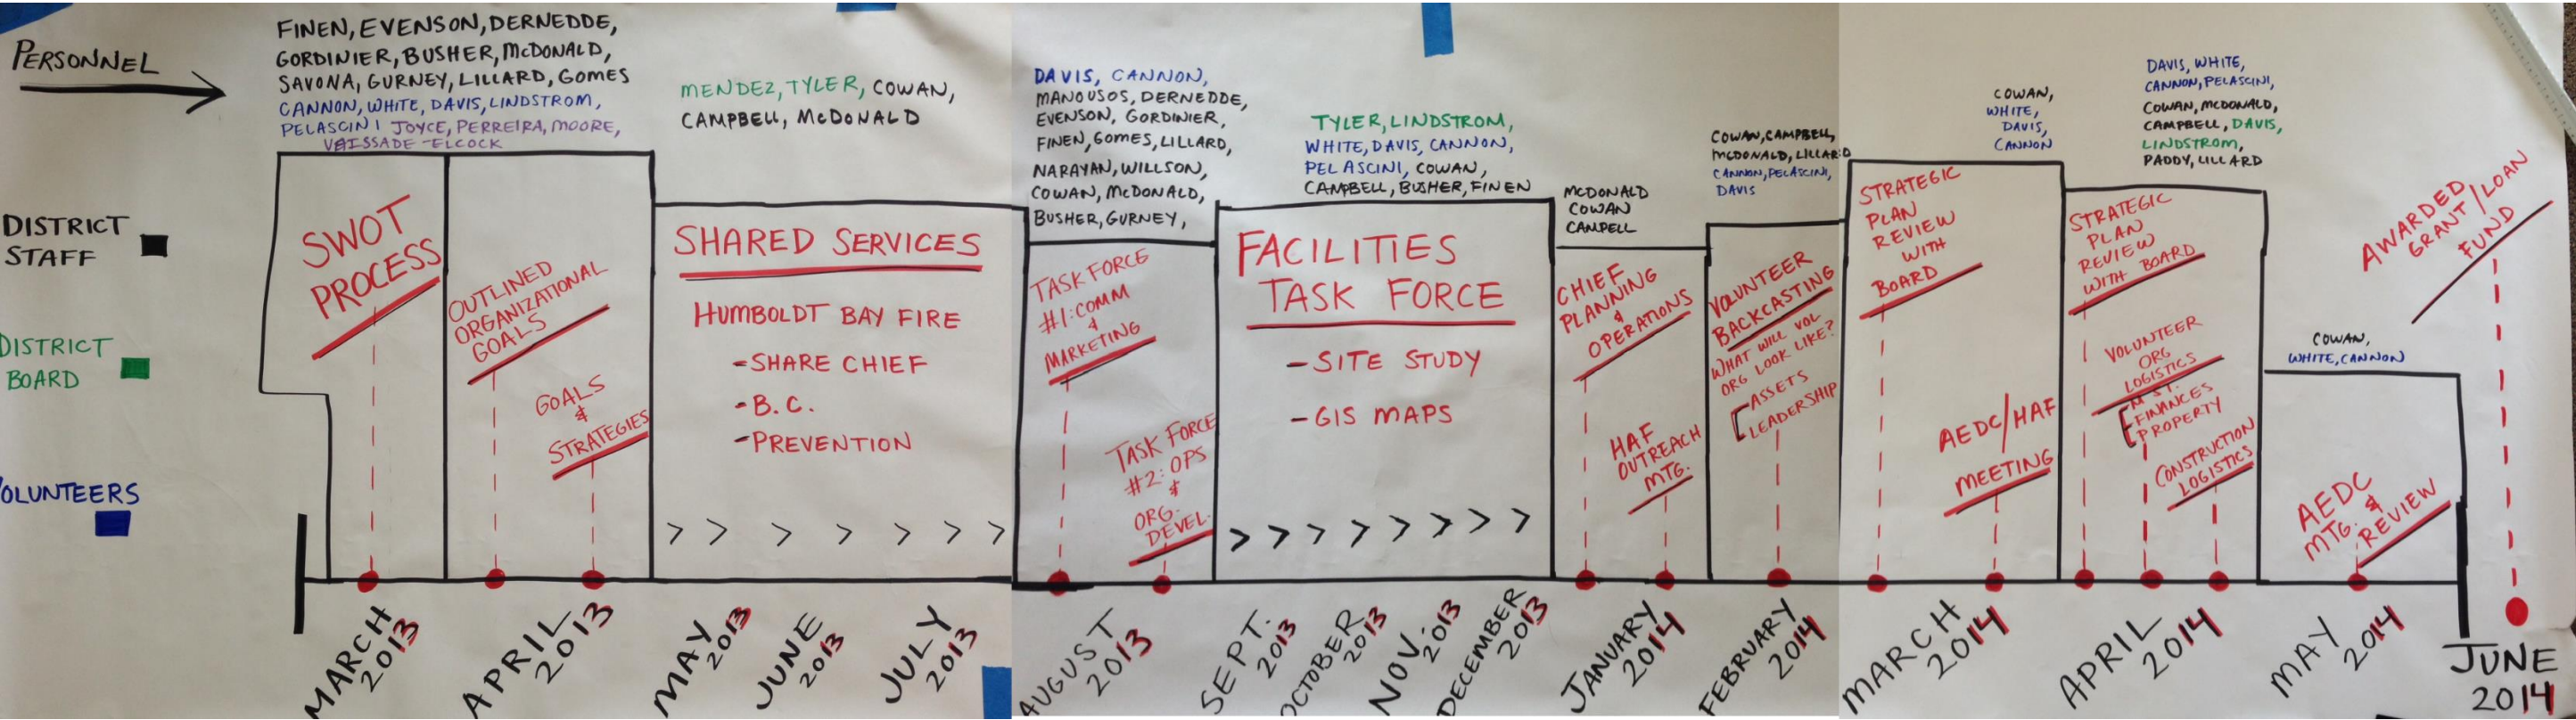 PERSONNEL
DISTRICT
STAFF
DISTRICT
BOARD
VOLUNTEERS
FINEN, EVENSON, DERNEDDE,
GORDINIER, BUSHER, McDONALD,
SAVONA, GURNEY, LILLARD, GOMES
CANNON, WHITE, DAVIS, LINDSTROM,
PELASCINI JOYCE, PERREIRA, MOORE,
VAISSADE-ELCOCK
SWOT
PROCESS
OUTLINED
ORGANIZATIONAL
GOALS
GOALS
&
STRATEGIES
MENDEZ, TYLER, COWAN,
CAMPBELL, McDONALD
SHARED SERVICES
HUMBOLDT BAY FIRE
-SHARE CHIEF
-B.C.
-PREVENTION
> > > > > > >
DAVIS, CANNON,
MANOUSOS, DERNEDDE,
EVENSON, GORDINIER,
FINEN, GOMES, LILLARD,
NARAYAN, WILLSON,
COWAN, McDONALD,
BUSHER, GURNEY,
TASK FORCE
#1: COMM
&
MARKETING
TASK FORCE
#2: OPS
&
ORG.
DEVEL.
TYLER, LINDSTROM,
WHITE, DAVIS, CANNON,
PELASCINI, COWAN,
CAMPBELL, BUSHER, FINEN
FACILITIES
TASK FORCE
-SITE STUDY
-GIS MAPS
> > > > > > > >
MCDONALD
COWAN
CAMPELL
CHIEF
PLANNING
&
OPERATIONS
HAF
OUTREACH
MTG.
COWAN, CAMPBELL,
MCDONALD, LILLARD
CANNON, PELASCINI,
DAVIS
VOLUNTEER
BACKCASTING
WHAT WILL VOL
ORG LOOK LIKE?
ASSETS
LEADERSHIP
COWAN,
WHITE,
DAVIS,
CANNON
STRATEGIC
PLAN
REVIEW
WITH
BOARD
AEDC/HAF
MEETING
DAVIS, WHITE,
CANNON, PELASCINI,
COWAN, MCDONALD,
CAMPBELL, DAVIS,
LINDSTROM,
PADDY, LILLARD
STRATEGIC
PLAN
REVIEW
WITH BOARD
VOLUNTEER
ORG
LOGISTICS
FINANCES
PROPERTY
CONSTRUCTION
LOGISTICS
COWAN,
WHITE, CANNON
AEDC
MTG. &
REVIEW
AWARDED
GRANT/LOAN
FUND
MARCH
2013
APRIL
2013
MAY
2013
JUNE
2013
JULY
2013
AUGUST
2013
SEPT.
2013
OCTOBER
2013
NOV.
2013
DECEMBER
2013
JANUARY
2014
FEBRUARY
2014
MARCH
2014
APRIL
2014
MAY
2014
JUNE
2014